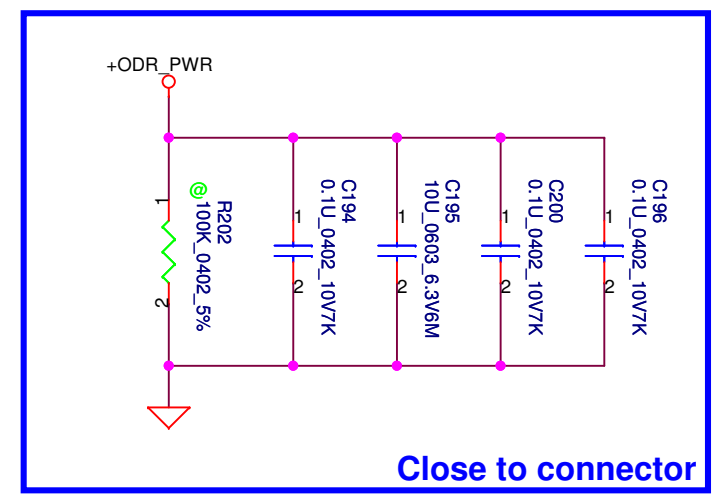 +ODR_PWR
1
2
@
R202
100K_0402_5%
1
2
C194
0.1U_0402_10V7K
1
2
C195
10U_0603_6.3V6M
1
2
C200
0.1U_0402_10V7K
1
2
C196
0.1U_0402_10V7K
Close to connector